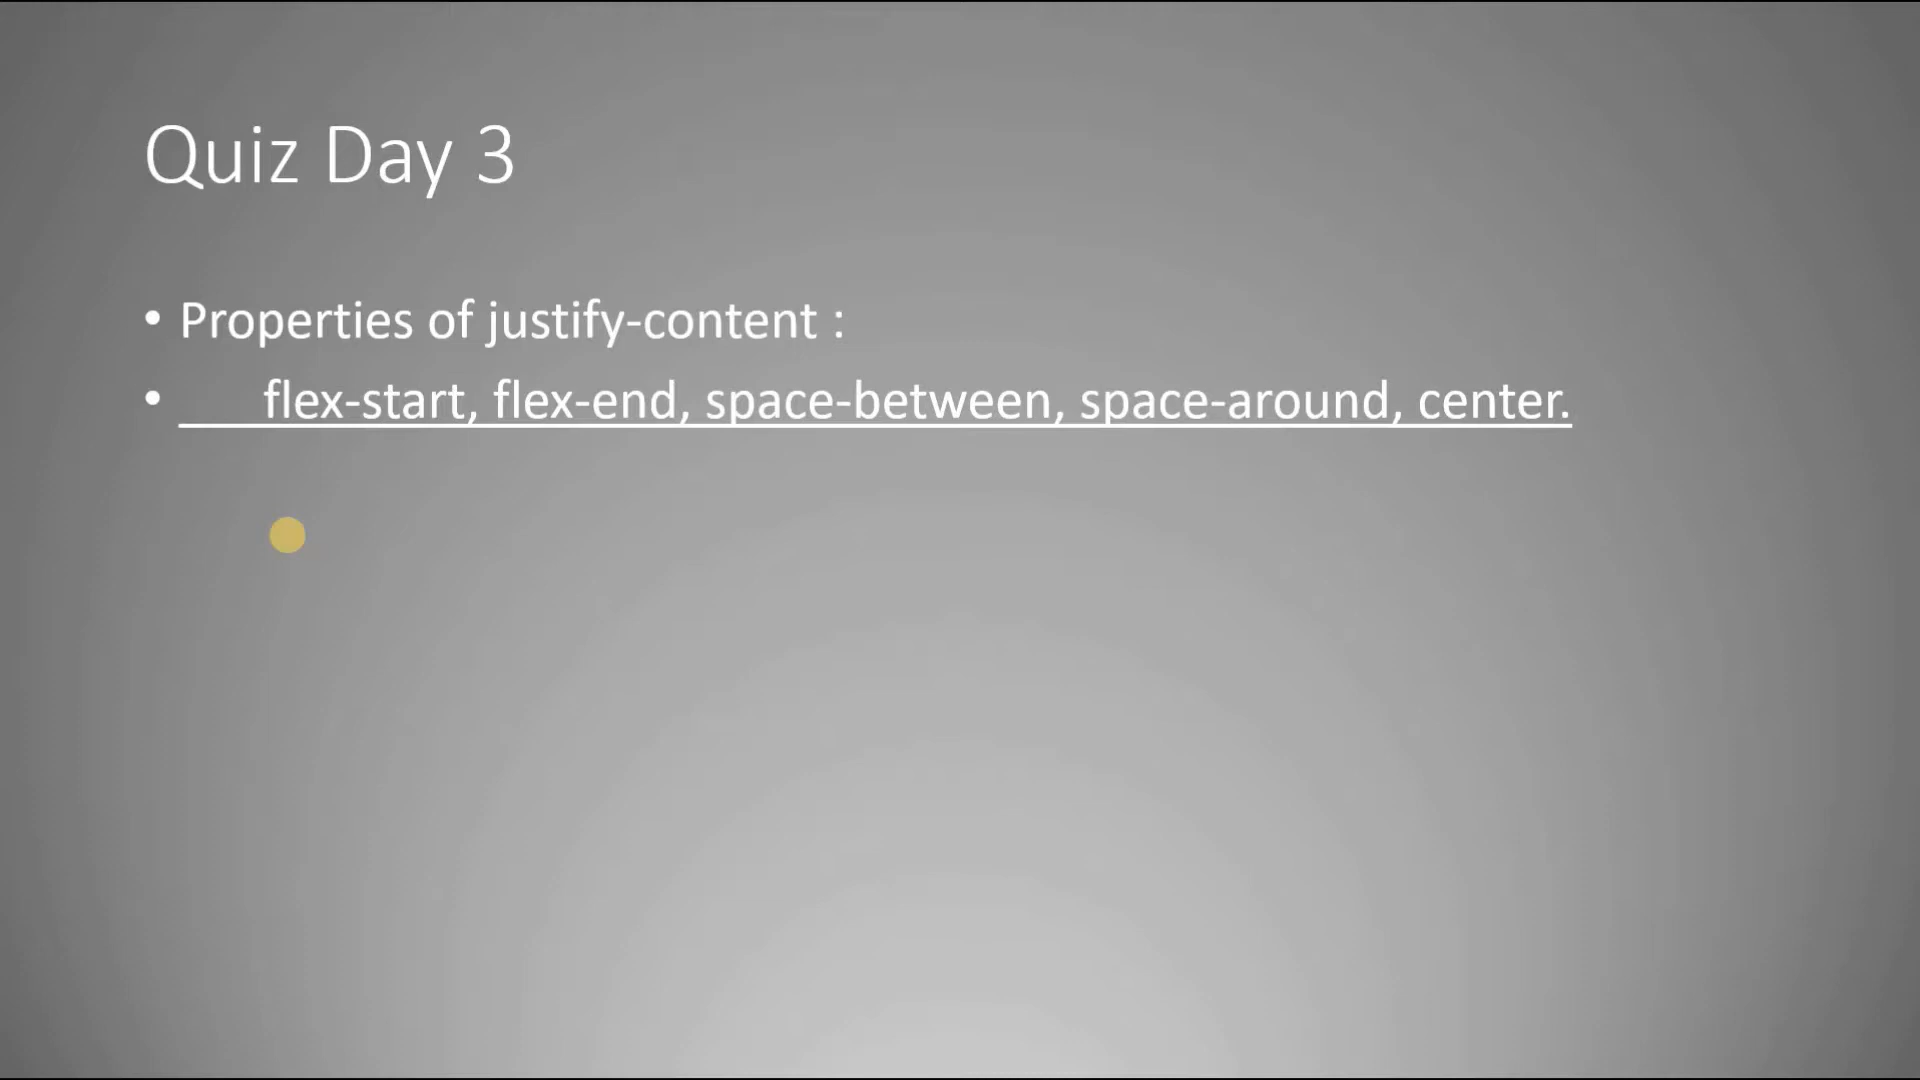 Quiz Day 3
• Properties of justify-content :
• flex-start, flex-end, space-between, space-around, center.